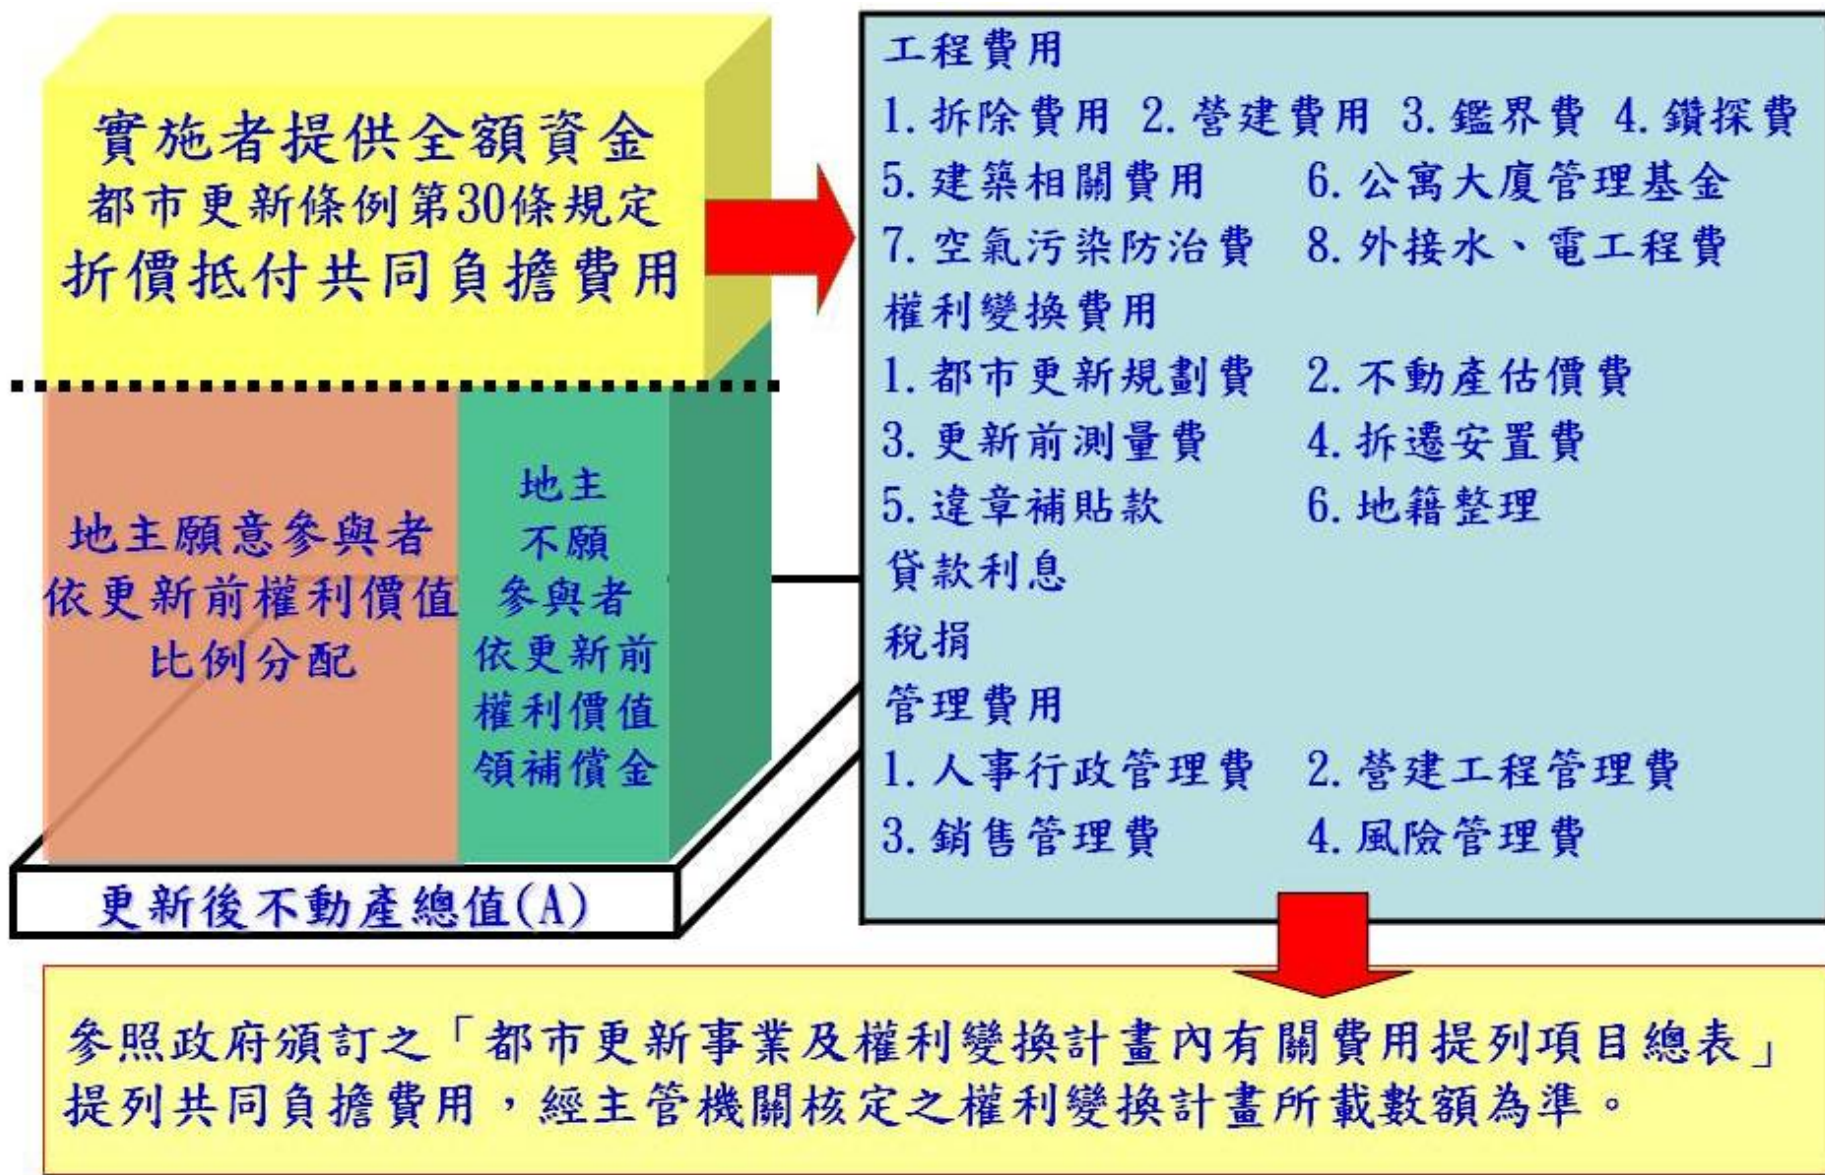 實施者提供全額資金
都市更新條例第30條規定
折價抵付共同負擔費用
地主願意參與者
依更新前權利價值
比例分配
地主
不願
參與者
依更新前
權利價值
領補償金
更新後不動產總值(A)
工程費用
1.拆除費用 2.營建費用 3.鑑界費 4.鑽探費
5.建築相關費用 6.公寓大廈管理基金
7.空氣污染防治費 8.外接水、電工程費
權利變換費用
1.都市更新規劃費 2.不動產估價費
3.更新前測量費 4.拆遷安置費
5.違章補貼款 6.地籍整理
貸款利息
稅捐
管理費用
1.人事行政管理費 2.營建工程管理費
3.銷售管理費 4.風險管理費
參照政府頒訂之「都市更新事業及權利變換計畫內有關費用提列項目總表」
提列共同負擔費用，經主管機關核定之權利變換計畫所載數額為準。